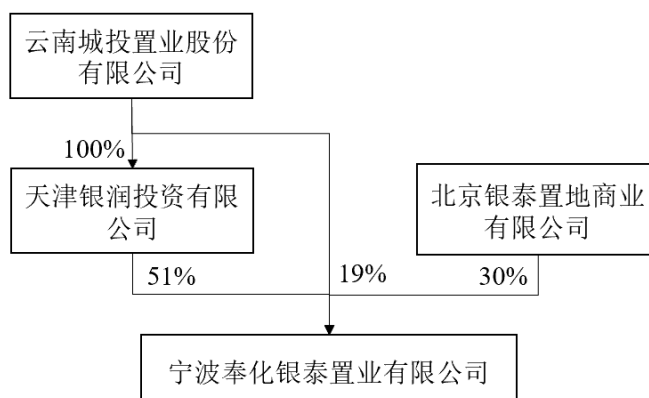 云南城投置业股份
有限公司
100%
天津银润投资有限
公司
北京银泰置地商业
有限公司
51%
19%
30%
宁波奉化银泰置业有限公司